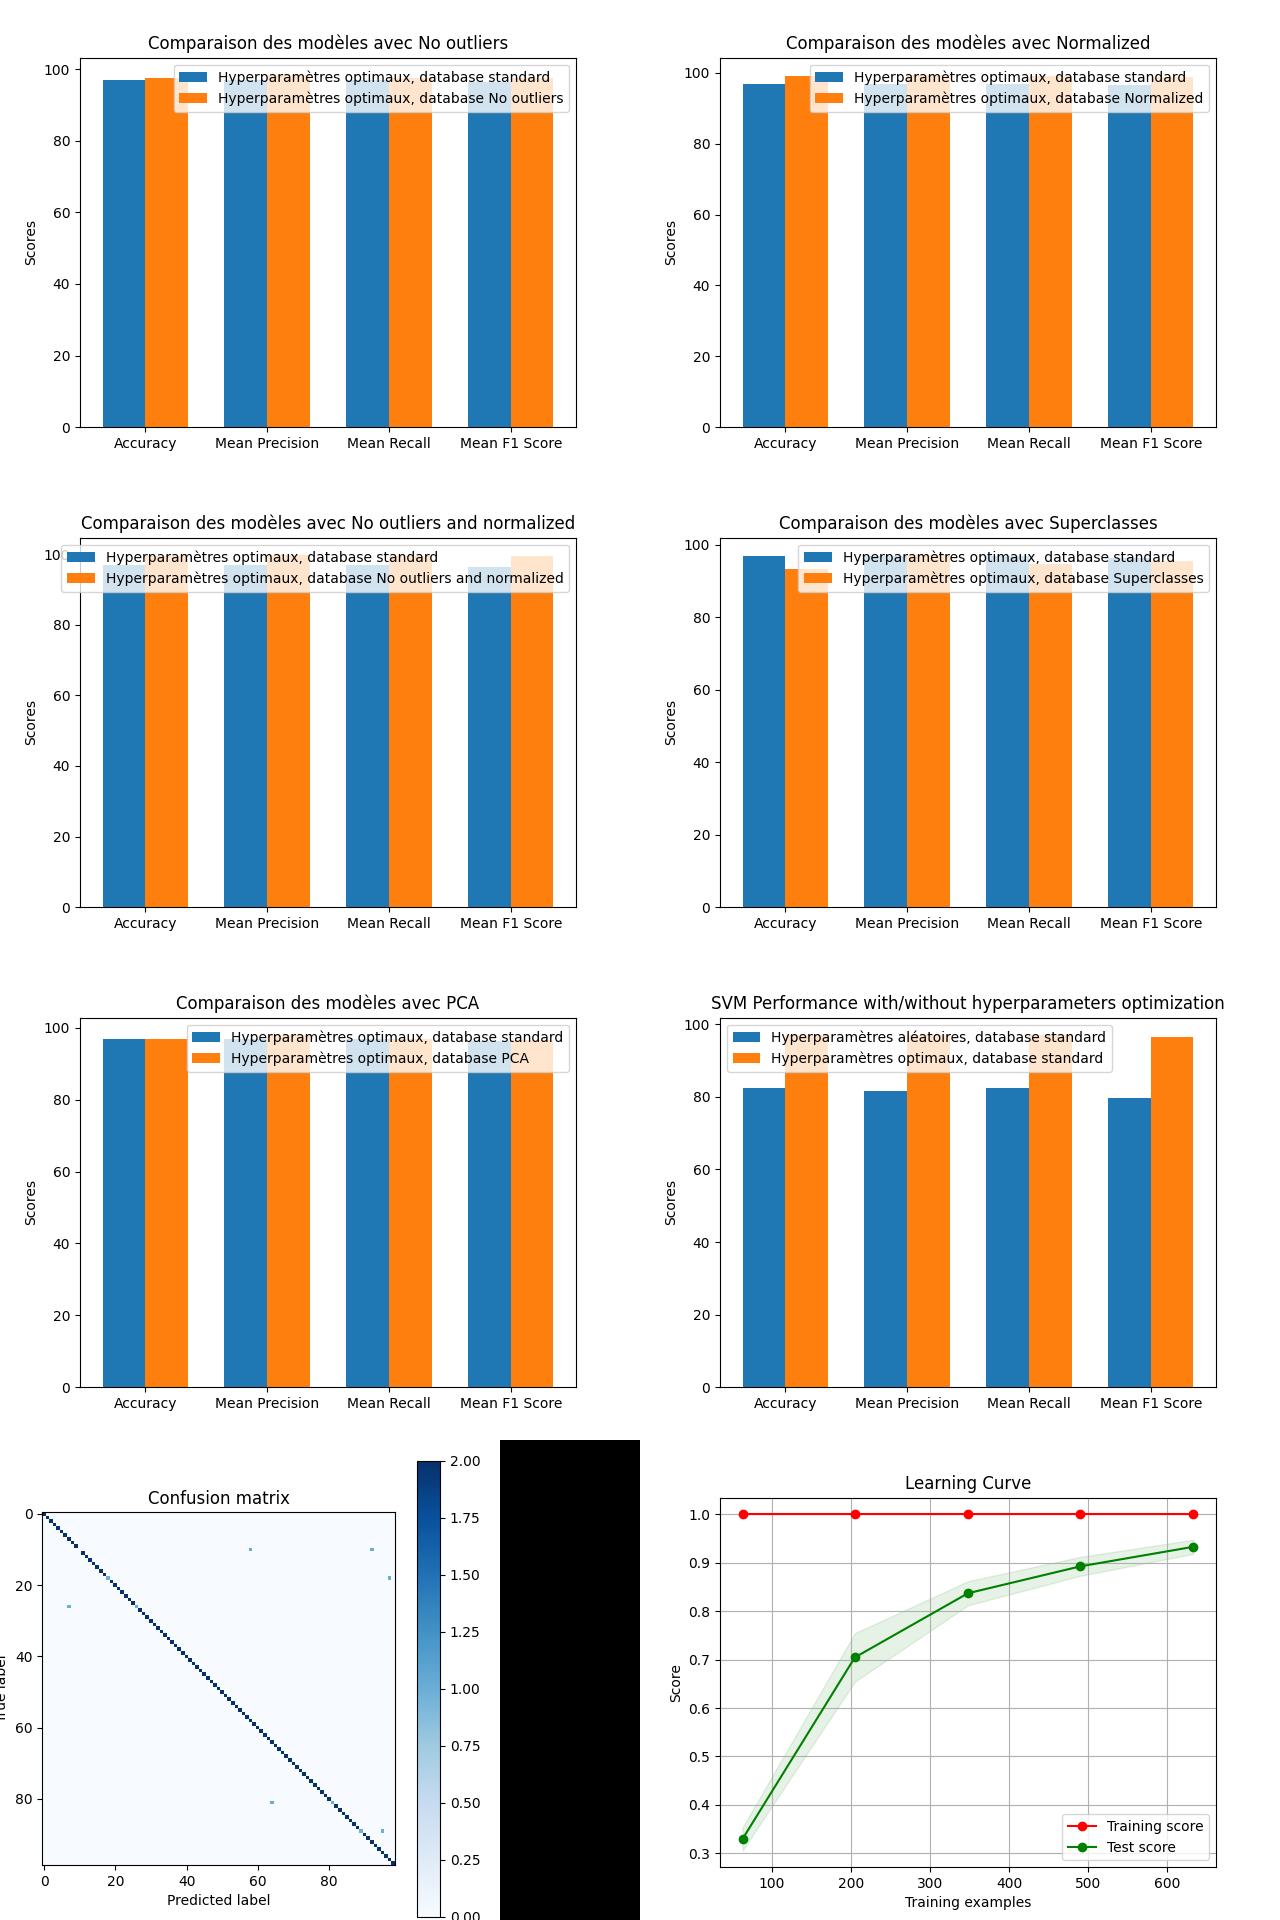 Comparaison des modèles avec No outliers
Hyperparamètres optimaux, database standard
Hyperparamètres optimaux, database No outliers
100
80
60
40
20
0
Scores
Accuracy Mean Precision Mean Recall Mean F1 Score
Comparaison des modèles avec Normalized
Hyperparamètres optimaux, database standard
Hyperparamètres optimaux, database Normalized
100
80
60
40
20
0
Scores
Accuracy Mean Precision Mean Recall Mean F1 Score
Comparaison des modèles avec No outliers and normalized
Hyperparamètres optimaux, database standard
Hyperparamètres optimaux, database No outliers and normalized
100
80
60
40
20
0
Scores
Accuracy Mean Precision Mean Recall Mean F1 Score
Comparaison des modèles avec Superclasses
Hyperparamètres optimaux, database standard
Hyperparamètres optimaux, database Superclasses
100
80
60
40
20
0
Scores
Accuracy Mean Precision Mean Recall Mean F1 Score
Comparaison des modèles avec PCA
Hyperparamètres optimaux, database standard
Hyperparamètres optimaux, database PCA
100
80
60
40
20
0
Scores
Accuracy Mean Precision Mean Recall Mean F1 Score
SVM Performance with/without hyperparameters optimization
Hyperparamètres aléatoires, database standard
Hyperparamètres optimaux, database standard
100
80
60
40
20
0
Scores
Accuracy Mean Precision Mean Recall Mean F1 Score
Confusion matrix
0
20
40
60
80
True label
0 20 40 60 80
Predicted label
2.00
1.75
1.50
1.25
1.00
0.75
0.50
0.25
0.00
Learning Curve
1.0
0.9
0.8
0.7
0.6
0.5
0.4
0.3
Score
Training score
Test score
100 200 300 400 500 600
Training examples